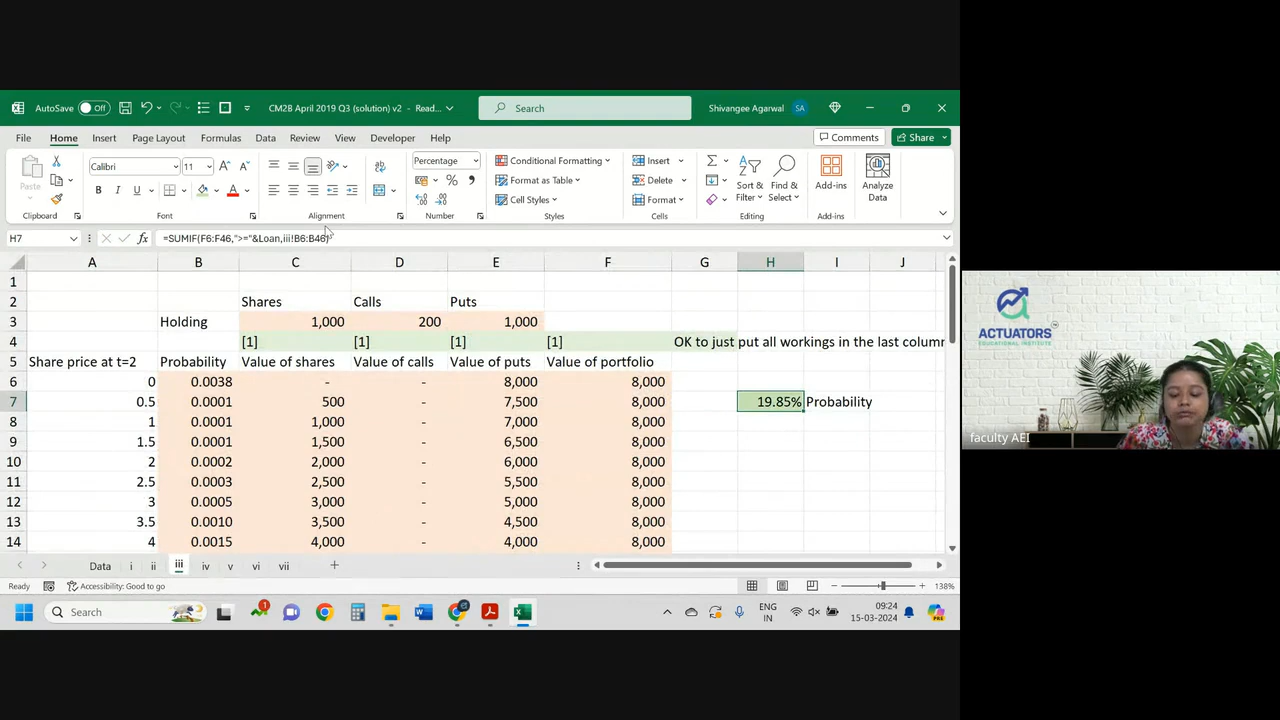 AutoSave Off CM2B April 2019 Q3 (solution) v2 - Read... Search Shivangee Agarwal SA
File Home Insert Page Layout Formulas Data Review View Developer Help Comments Share
Paste Calibri 11 Percentage Conditional Formatting Insert Sort & Filter Find & Select Add-ins Analyze Data
Format as Table Delete
B I U Cell Styles Format
Clipboard Font Alignment Number Styles Cells Editing Add-ins
H7 fx =SUMIF(F6:F46,">="&Loan,iii!B6:B46)
A B C D E F G H I J
1
2 Shares Calls Puts
3 Holding 1,000 200 1,000
4 [1] [1] [1] [1] OK to just put all workings in the last column
5 Share price at t=2 Probability Value of shares Value of calls Value of puts Value of portfolio
6 0 0.0038 - - 8,000 8,000
7 0.5 0.0001 500 - 7,500 8,000 19.85% Probability
8 1 0.0001 1,000 - 7,000 8,000
9 1.5 0.0001 1,500 - 6,500 8,000
10 2 0.0002 2,000 - 6,000 8,000
11 2.5 0.0003 2,500 - 5,500 8,000
12 3 0.0005 3,000 - 5,000 8,000
13 3.5 0.0010 3,500 - 4,500 8,000
14 4 0.0015 4,000 - 4,000 8,000
Data i ii iii iv v vi vii
Ready Accessibility: Good to go 138%
Search 1 ENG IN 09:24 15-03-2024
ACTUATORS
EDUCATIONAL INSTITUTE
faculty AEI